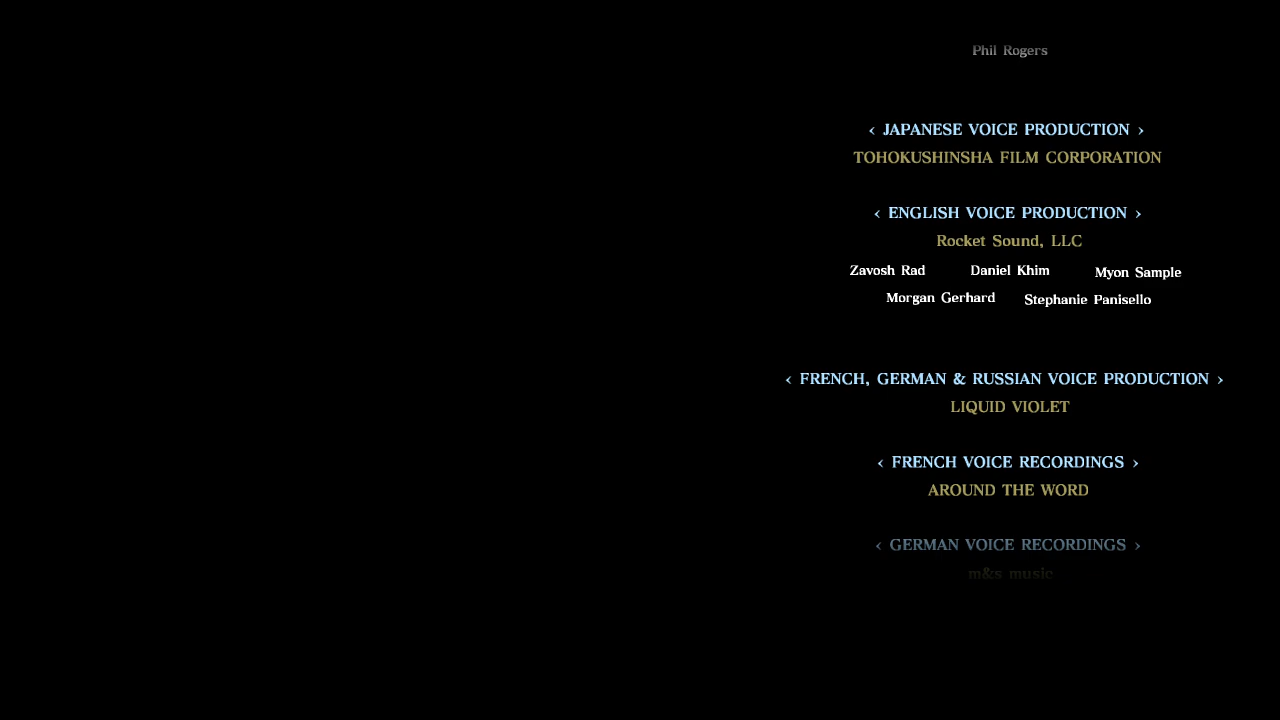 Phil Rogers
‹ JAPANESE VOICE PRODUCTION ›
TOHOKUSHINSHA FILM CORPORATION
‹ ENGLISH VOICE PRODUCTION ›
Rocket Sound, LLC
Zavosh Rad Daniel Khim Myon Sample
Morgan Gerhard Stephanie Panisello
‹ FRENCH, GERMAN & RUSSIAN VOICE PRODUCTION ›
LIQUID VIOLET
‹ FRENCH VOICE RECORDINGS ›
AROUND THE WORD
‹ GERMAN VOICE RECORDINGS ›
m&s music